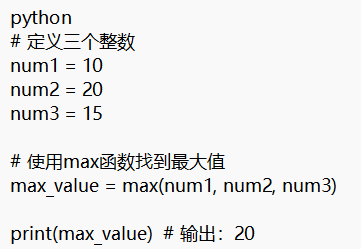 python
# 定义三个整数
num1 = 10
num2 = 20
num3 = 15
# 使用max函数找到最大值
max_value = max(num1, num2, num3)
print(max_value)  # 输出：20